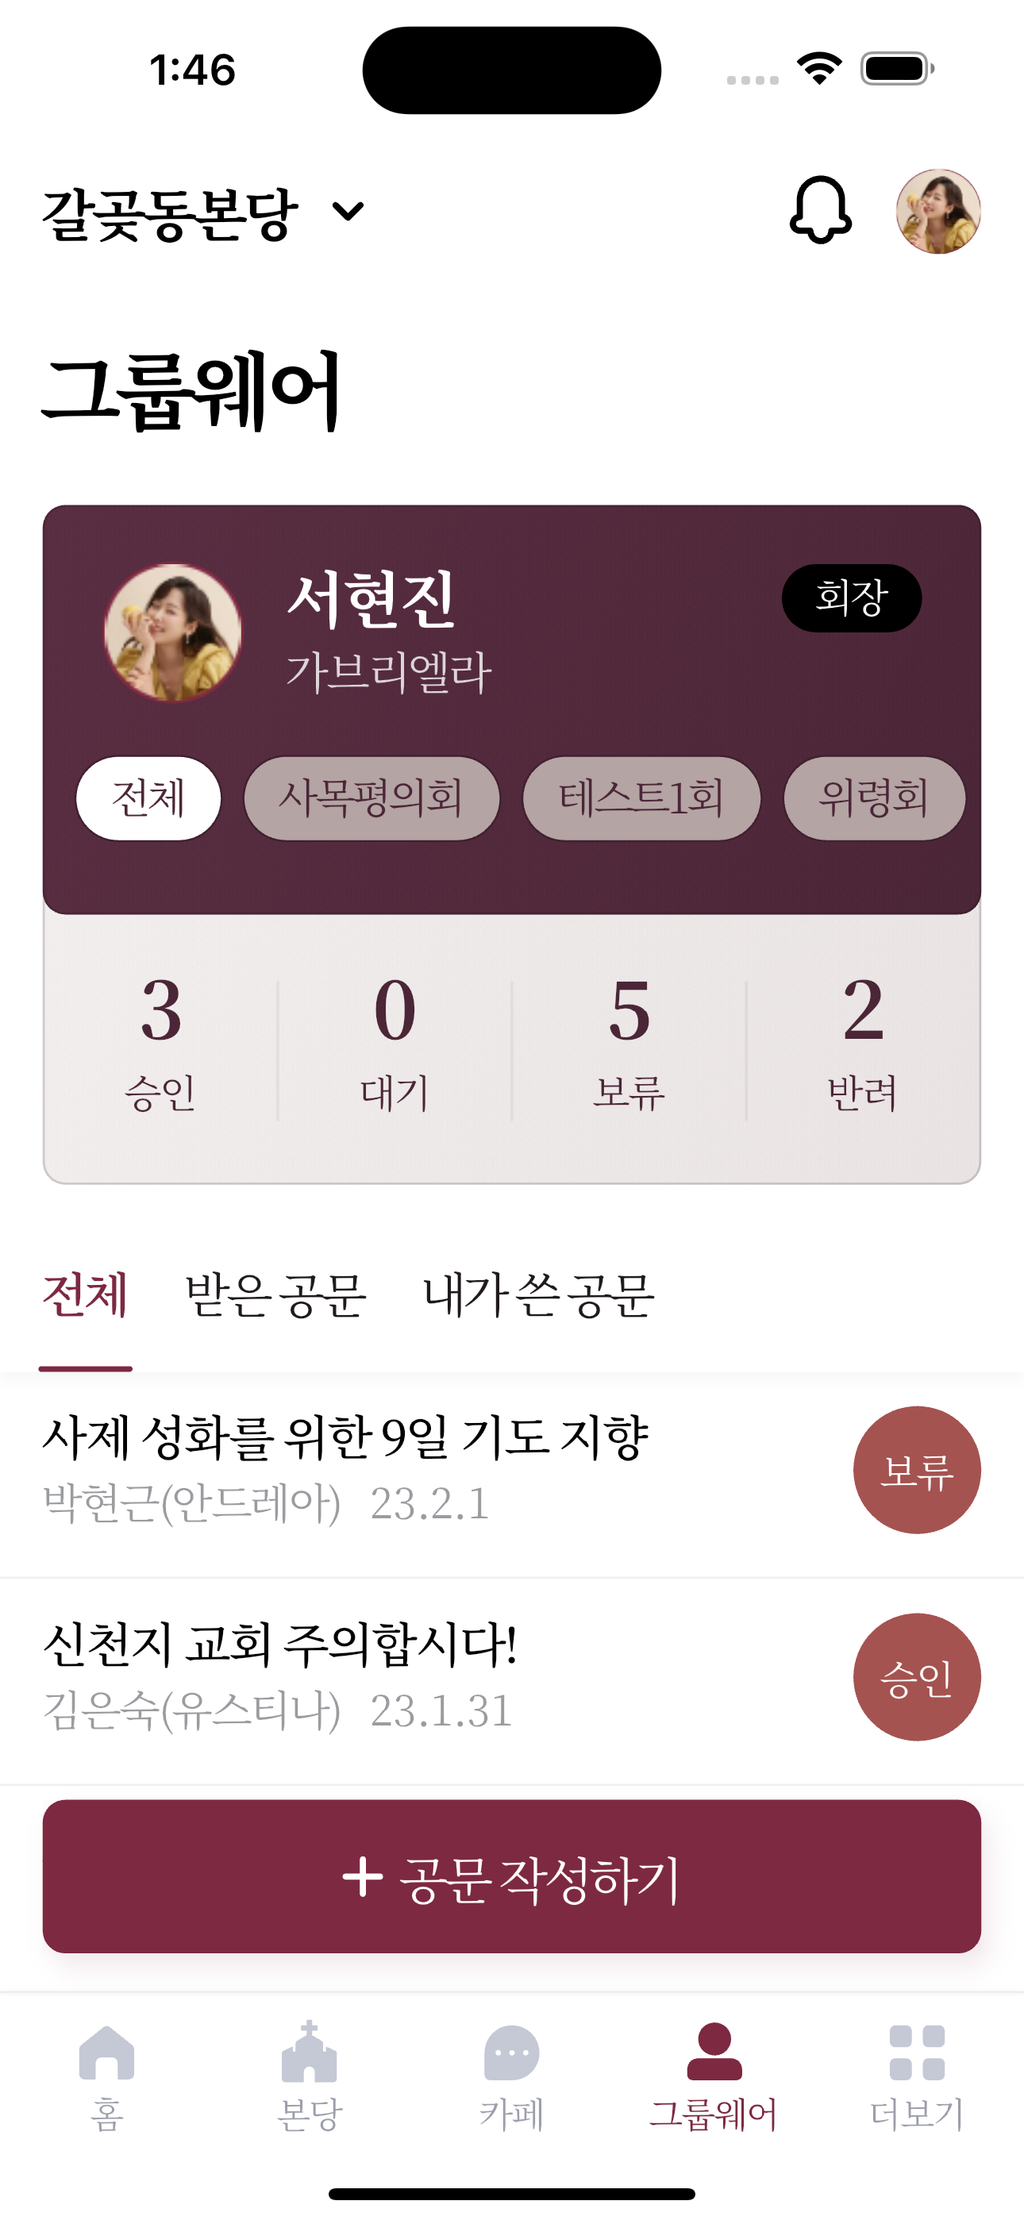 1:46
갈곶동본당
그룹웨어
서현진
회장
가브리엘라
전체 사목평의회 테스트1회 위령회
3 0 5 2
승인 대기 보류 반려
전체 받은 공문 내가 쓴 공문
사제 성화를 위한 9일 기도 지향
박현근(안드레아) 23.2.1
보류
신천지 교회 주의합시다!
김은숙(유스티나) 23.1.31
승인
+ 공문 작성하기
홈 본당 카페 그룹웨어 더보기